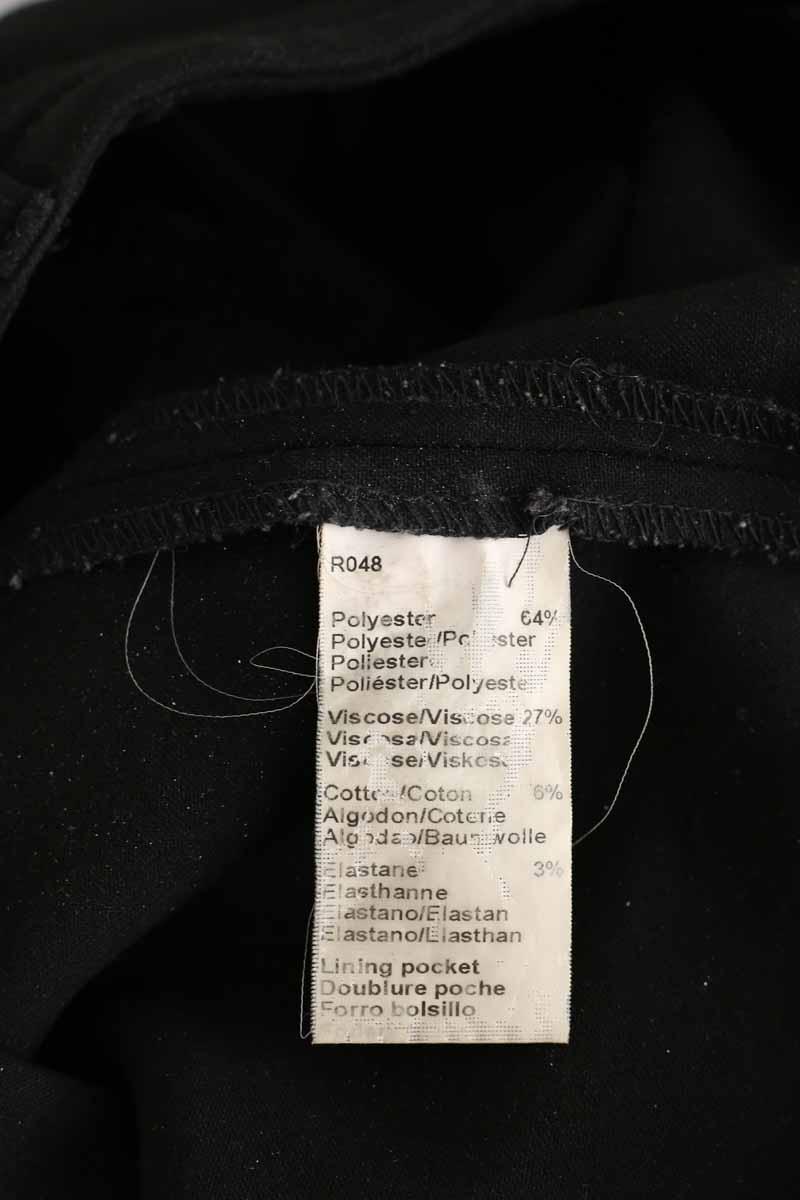 R048
Polyester 64%
Polyester/Polyester
Poliester
Poliéster/Polyester
Viscose/Viscose 27%
Viscosa/Viscosa
Viscose/Viskose
Cotton/Coton 6%
Algodon/Coterie
Algodao/Baumwolle
Elastane 3%
Elasthanne
Elastano/Elastan
Elastano/Elasthan
Lining pocket
Doublure poche
Forro bolsillo